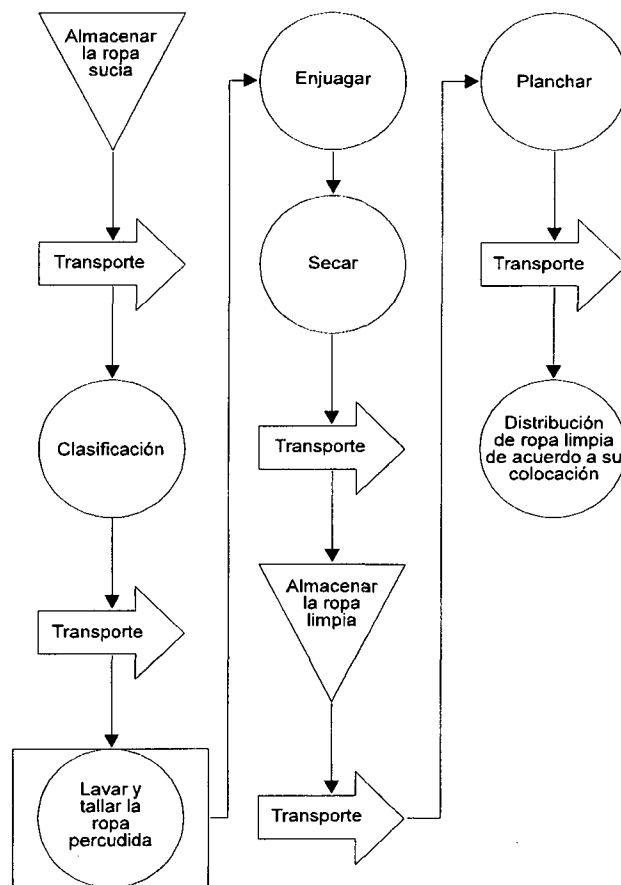 Almacenar
la ropa
sucia
Transporte
Clasificación
Transporte
Lavar y
tallar la
ropa
percudida
Enjuagar
Secar
Transporte
Almacenar
la ropa
limpia
Transporte
Planchar
Transporte
Distribución
de ropa limpia
de acuerdo a su
colocación